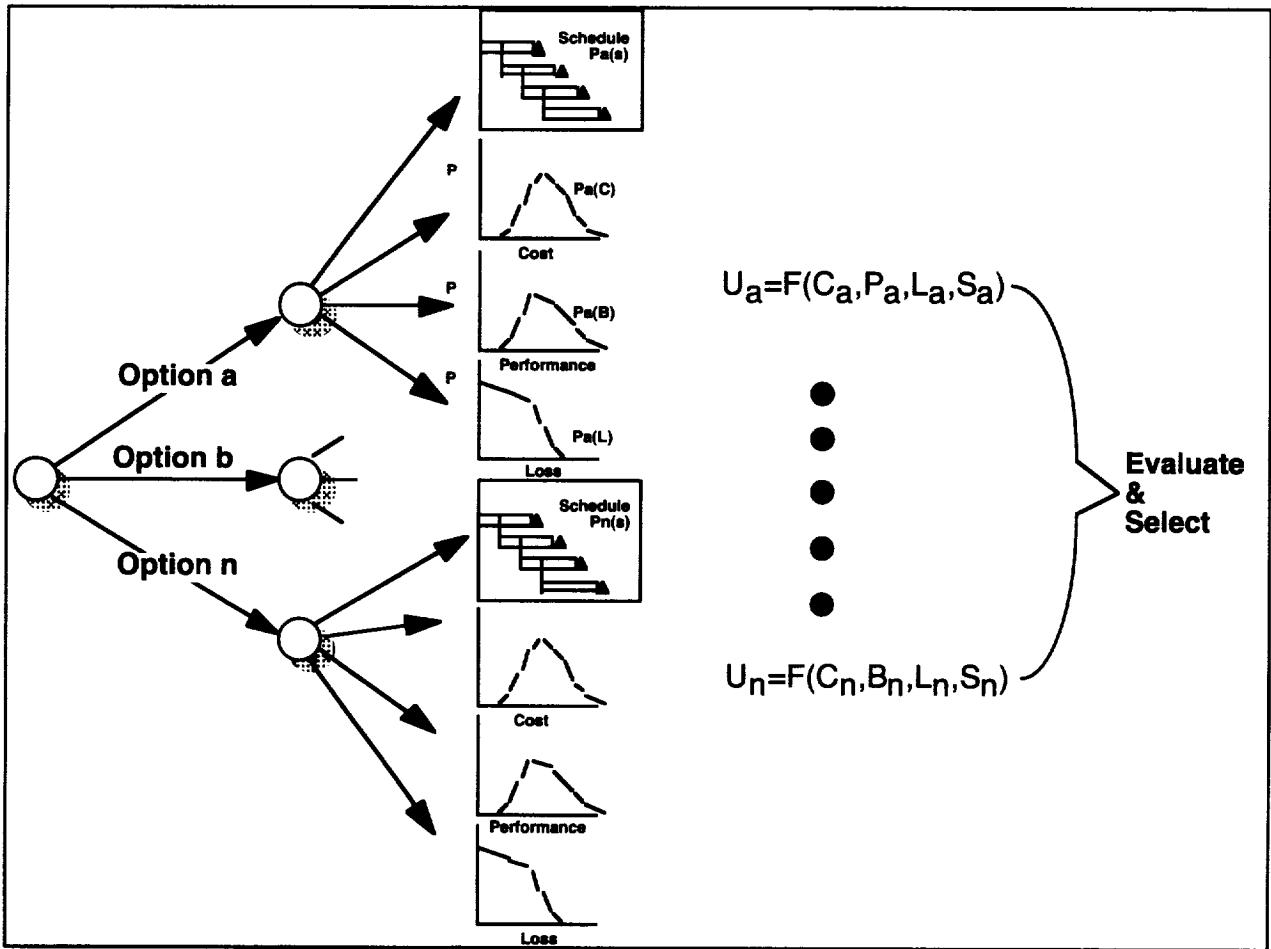 Schedule
Pa(s)
P
Pa(C)
Cost
P
Pa(B)
Performance
P
Pa(L)
Loss
Option a
Option b
Option n
Schedule
Pn(s)
Cost
Performance
Loss
Ua=F(Ca,Pa,La,Sa)
Un=F(Cn,Bn,Ln,Sn)
Evaluate
&
Select